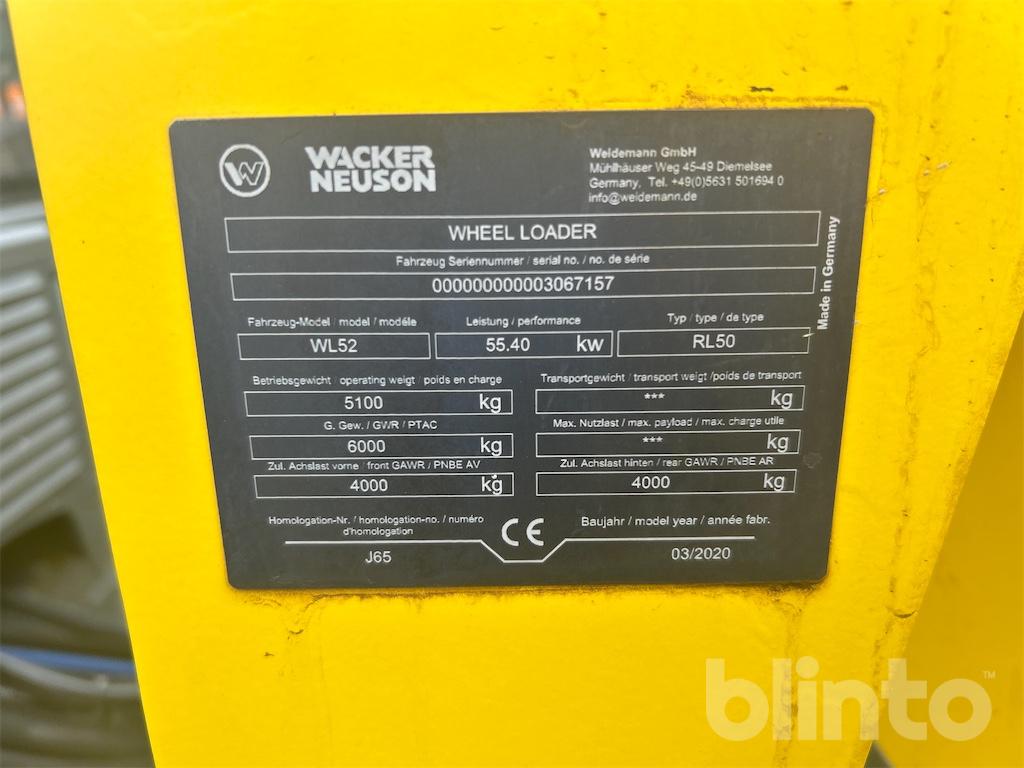 W
WACKER
NEUSON
Weidemann GmbH
Mühlhäuser Weg 45-49 Diemelsee
Germany, Tel. +49(0)5631 501694 0
info@weidemann.de
WHEEL LOADER
Fahrzeug Seriennummer / serial no. / no. de série
000000000003067157
Made in Germany
Fahrzeug-Model / model / modéle
Leistung / performance
Typ / type / de type
WL52
55.40 kw
RL50
Betriebsgewicht / operating weigt / poids en charge
Transportgewicht / transport weigt /poids de transport
5100 kg
*** kg
G. Gew. / GWR / PTAC
Max. Nutzlast / max. payload / max. charge utile
6000 kg
*** kg
Zul. Achslast vorne / front GAWR / PNBE AV
Zul. Achslast hinten / rear GAWR / PNBE AR
4000 kg
4000 kg
Homologation-Nr. / homologation-no. / numéro
d'homologation
CE
Baujahr / model year / année fabr.
J65
03/2020
blinto™